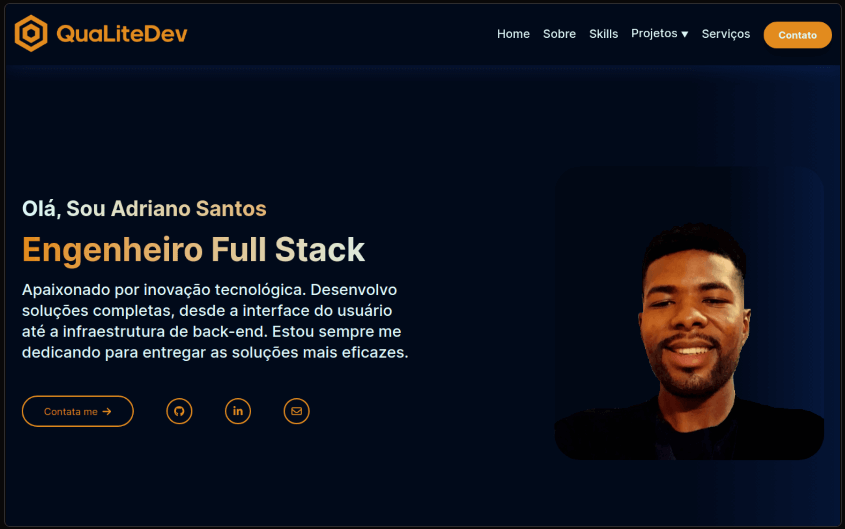 QuaLiteDev
Home Sobre Skills Projetos ▼ Serviços Contato
Olá, Sou Adriano Santos
Engenheiro Full Stack
Apaixonado por inovação tecnológica. Desenvolvo
soluções completas, desde a interface do usuário
até a infraestrutura de back-end. Estou sempre me
dedicando para entregar as soluções mais eficazes.
Contata me →
in